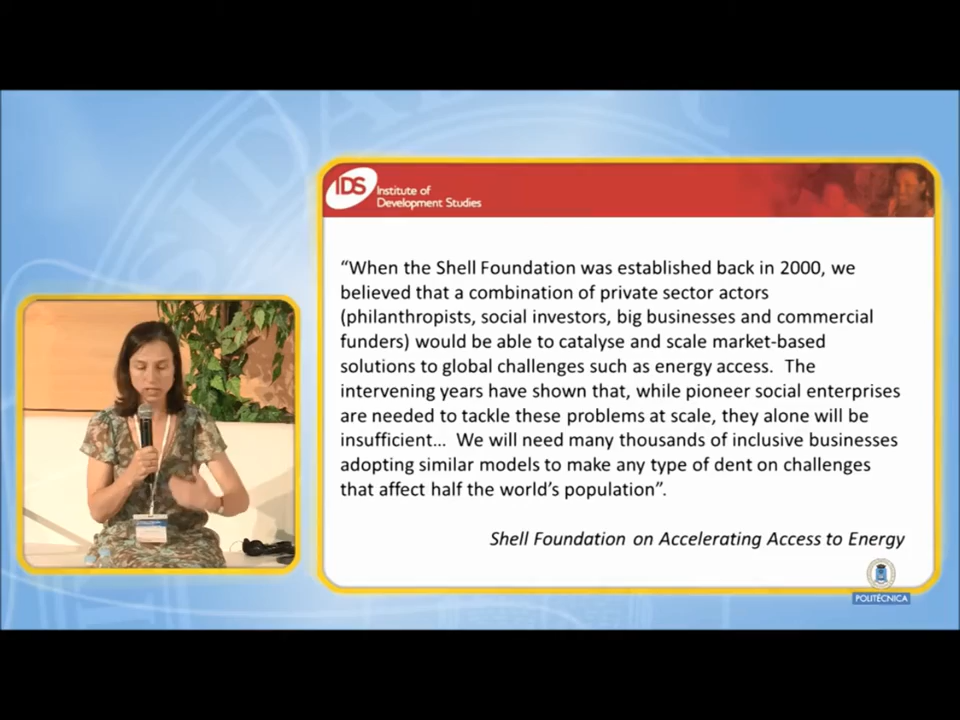 IDS Institute of
Development Studies
“When the Shell Foundation was established back in 2000, we
believed that a combination of private sector actors
(philanthropists, social investors, big businesses and commercial
funders) would be able to catalyse and scale market-based
solutions to global challenges such as energy access.  The
intervening years have shown that, while pioneer social enterprises
are needed to tackle these problems at scale, they alone will be
insufficient...  We will need many thousands of inclusive businesses
adopting similar models to make any type of dent on challenges
that affect half the world’s population”.
Shell Foundation on Accelerating Access to Energy
POLITÉCNICA